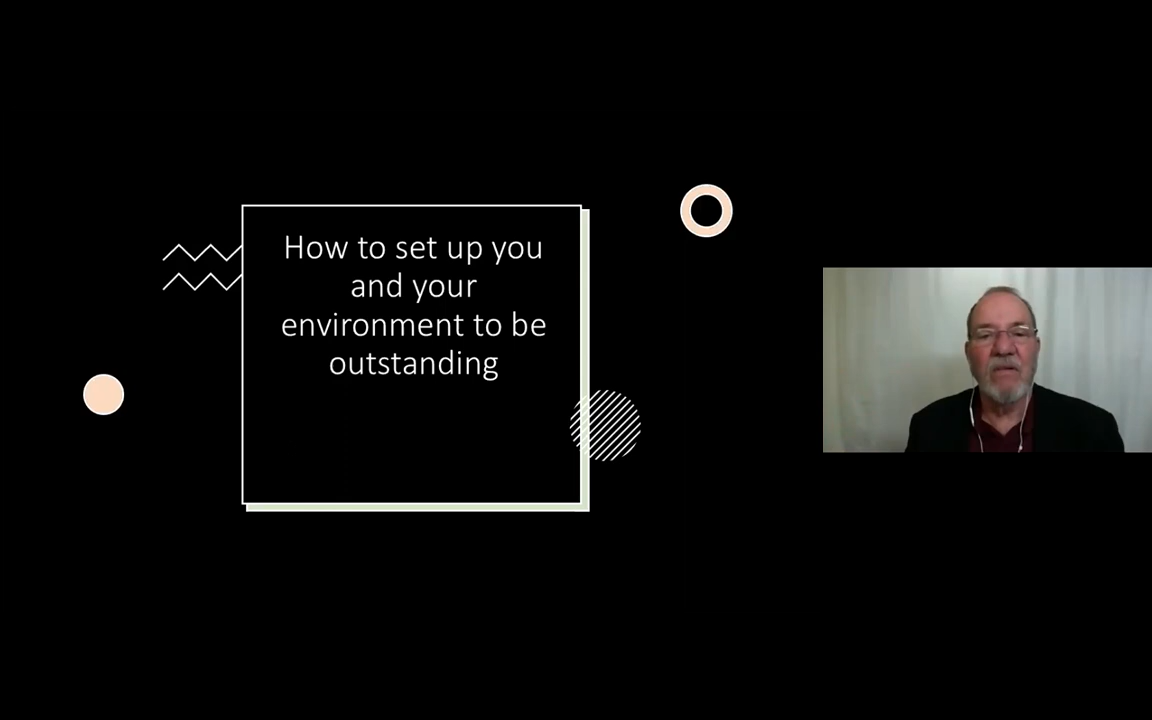 How to set up you
and your
environment to be
outstanding